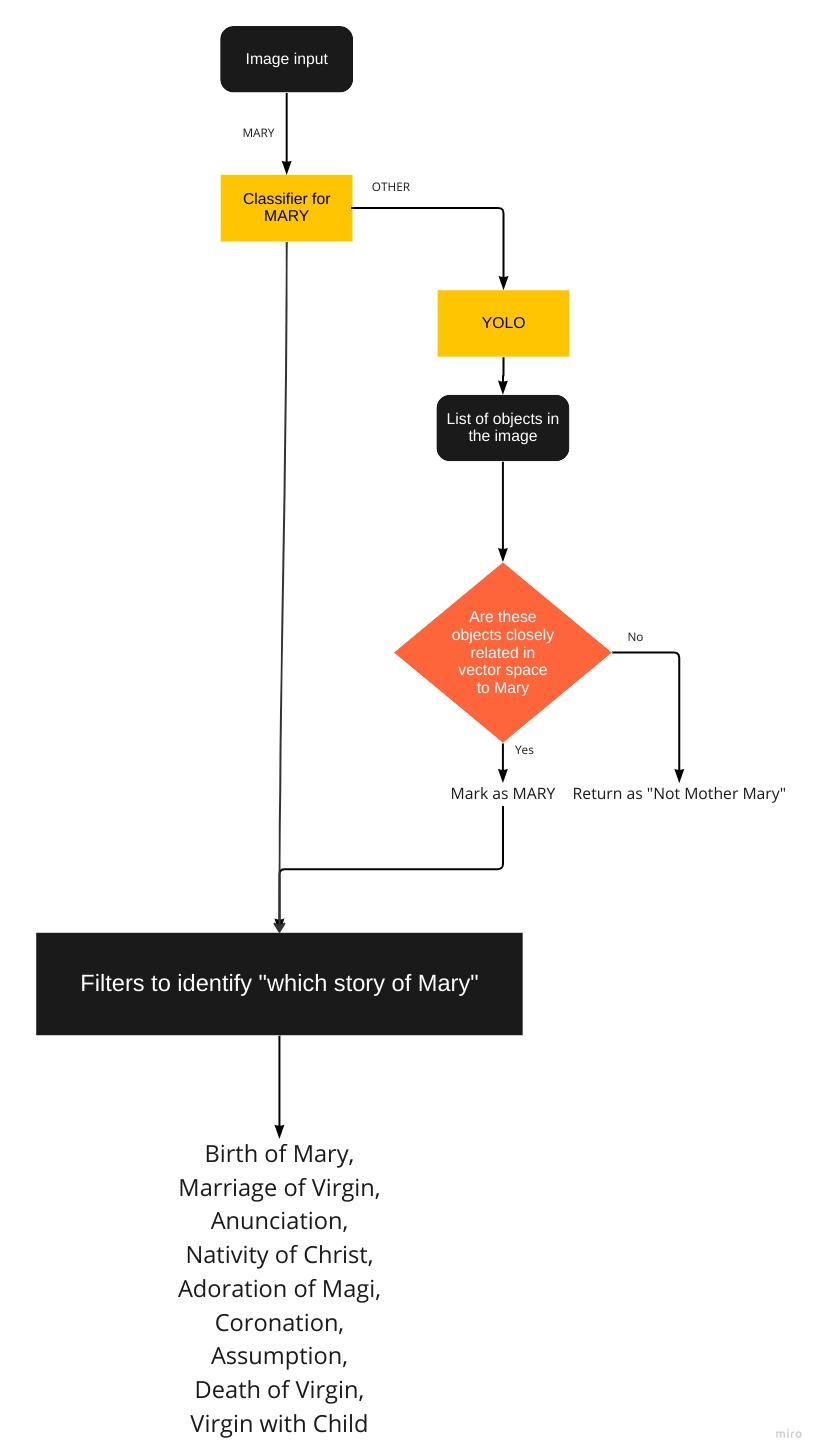 Image input
MARY
Classifier for
MARY
OTHER
YOLO
List of objects in
the image
Are these
objects closely
related in
vector space
to Mary
No
Yes
Mark as MARY
Return as "Not Mother Mary"
Filters to identify "which story of Mary"
Birth of Mary,
Marriage of Virgin,
Anunciation,
Nativity of Christ,
Adoration of Magi,
Coronation,
Assumption,
Death of Virgin,
Virgin with Child
miro